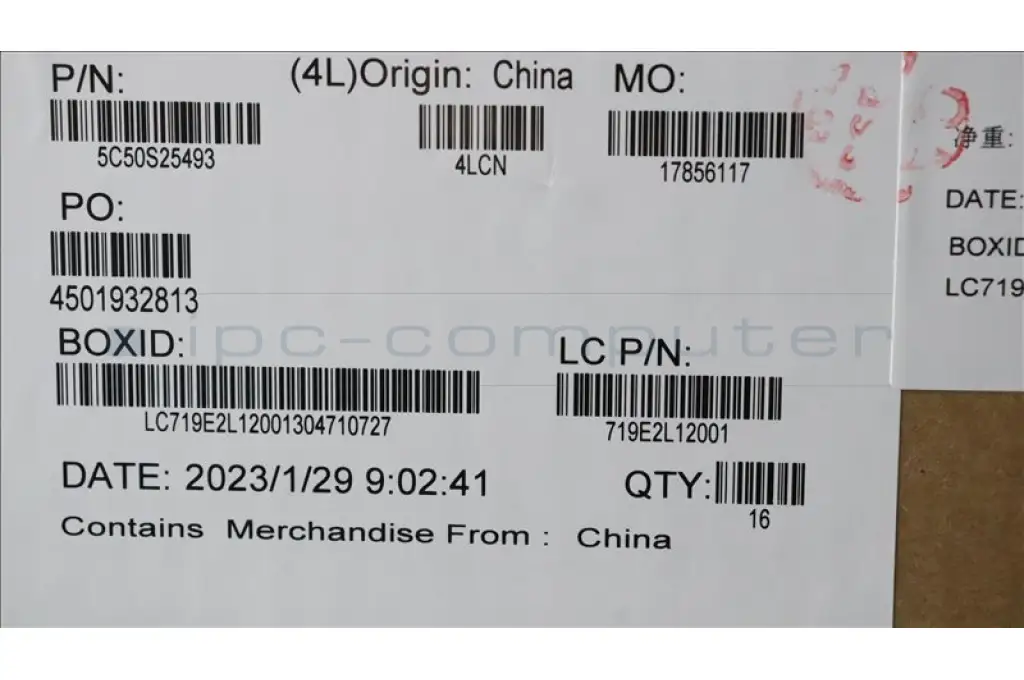 P/N: (4L)Origin: China MO:
5C50S25493 4LCN 17856117
PO:
4501932813
BOXID: LC P/N:
LC719E2L12001304710727 719E2L12001
DATE: 2023/1/29 9:02:41 QTY:
16
Contains Merchandise From : China
净重:
DATE:
BOXID
LC719
ipc-computer